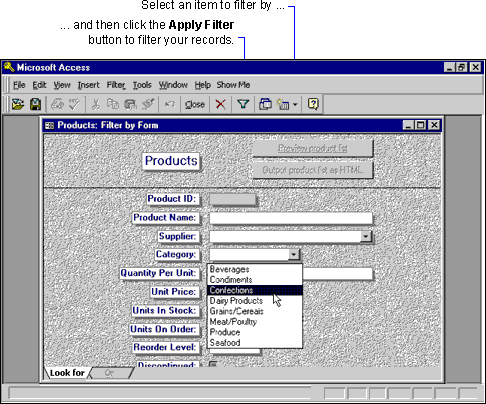 Select an item to filter by ...
... and then click the Apply Filter
button to filter your records.
Microsoft Access
File Edit View Insert Filter Tools Window Help Show Me
Close
Products: Filter by Form
Products
Preview product list
Output product list as HTML
Product ID:
Product Name:
Supplier:
Category:
Beverages
Condiments
Confections
Dairy Products
Grains/Cereals
Meat/Poultry
Produce
Seafood
Quantity Per Unit:
Unit Price:
Units In Stock:
Units On Order:
Reorder Level:
Discontinued:
Look for Or